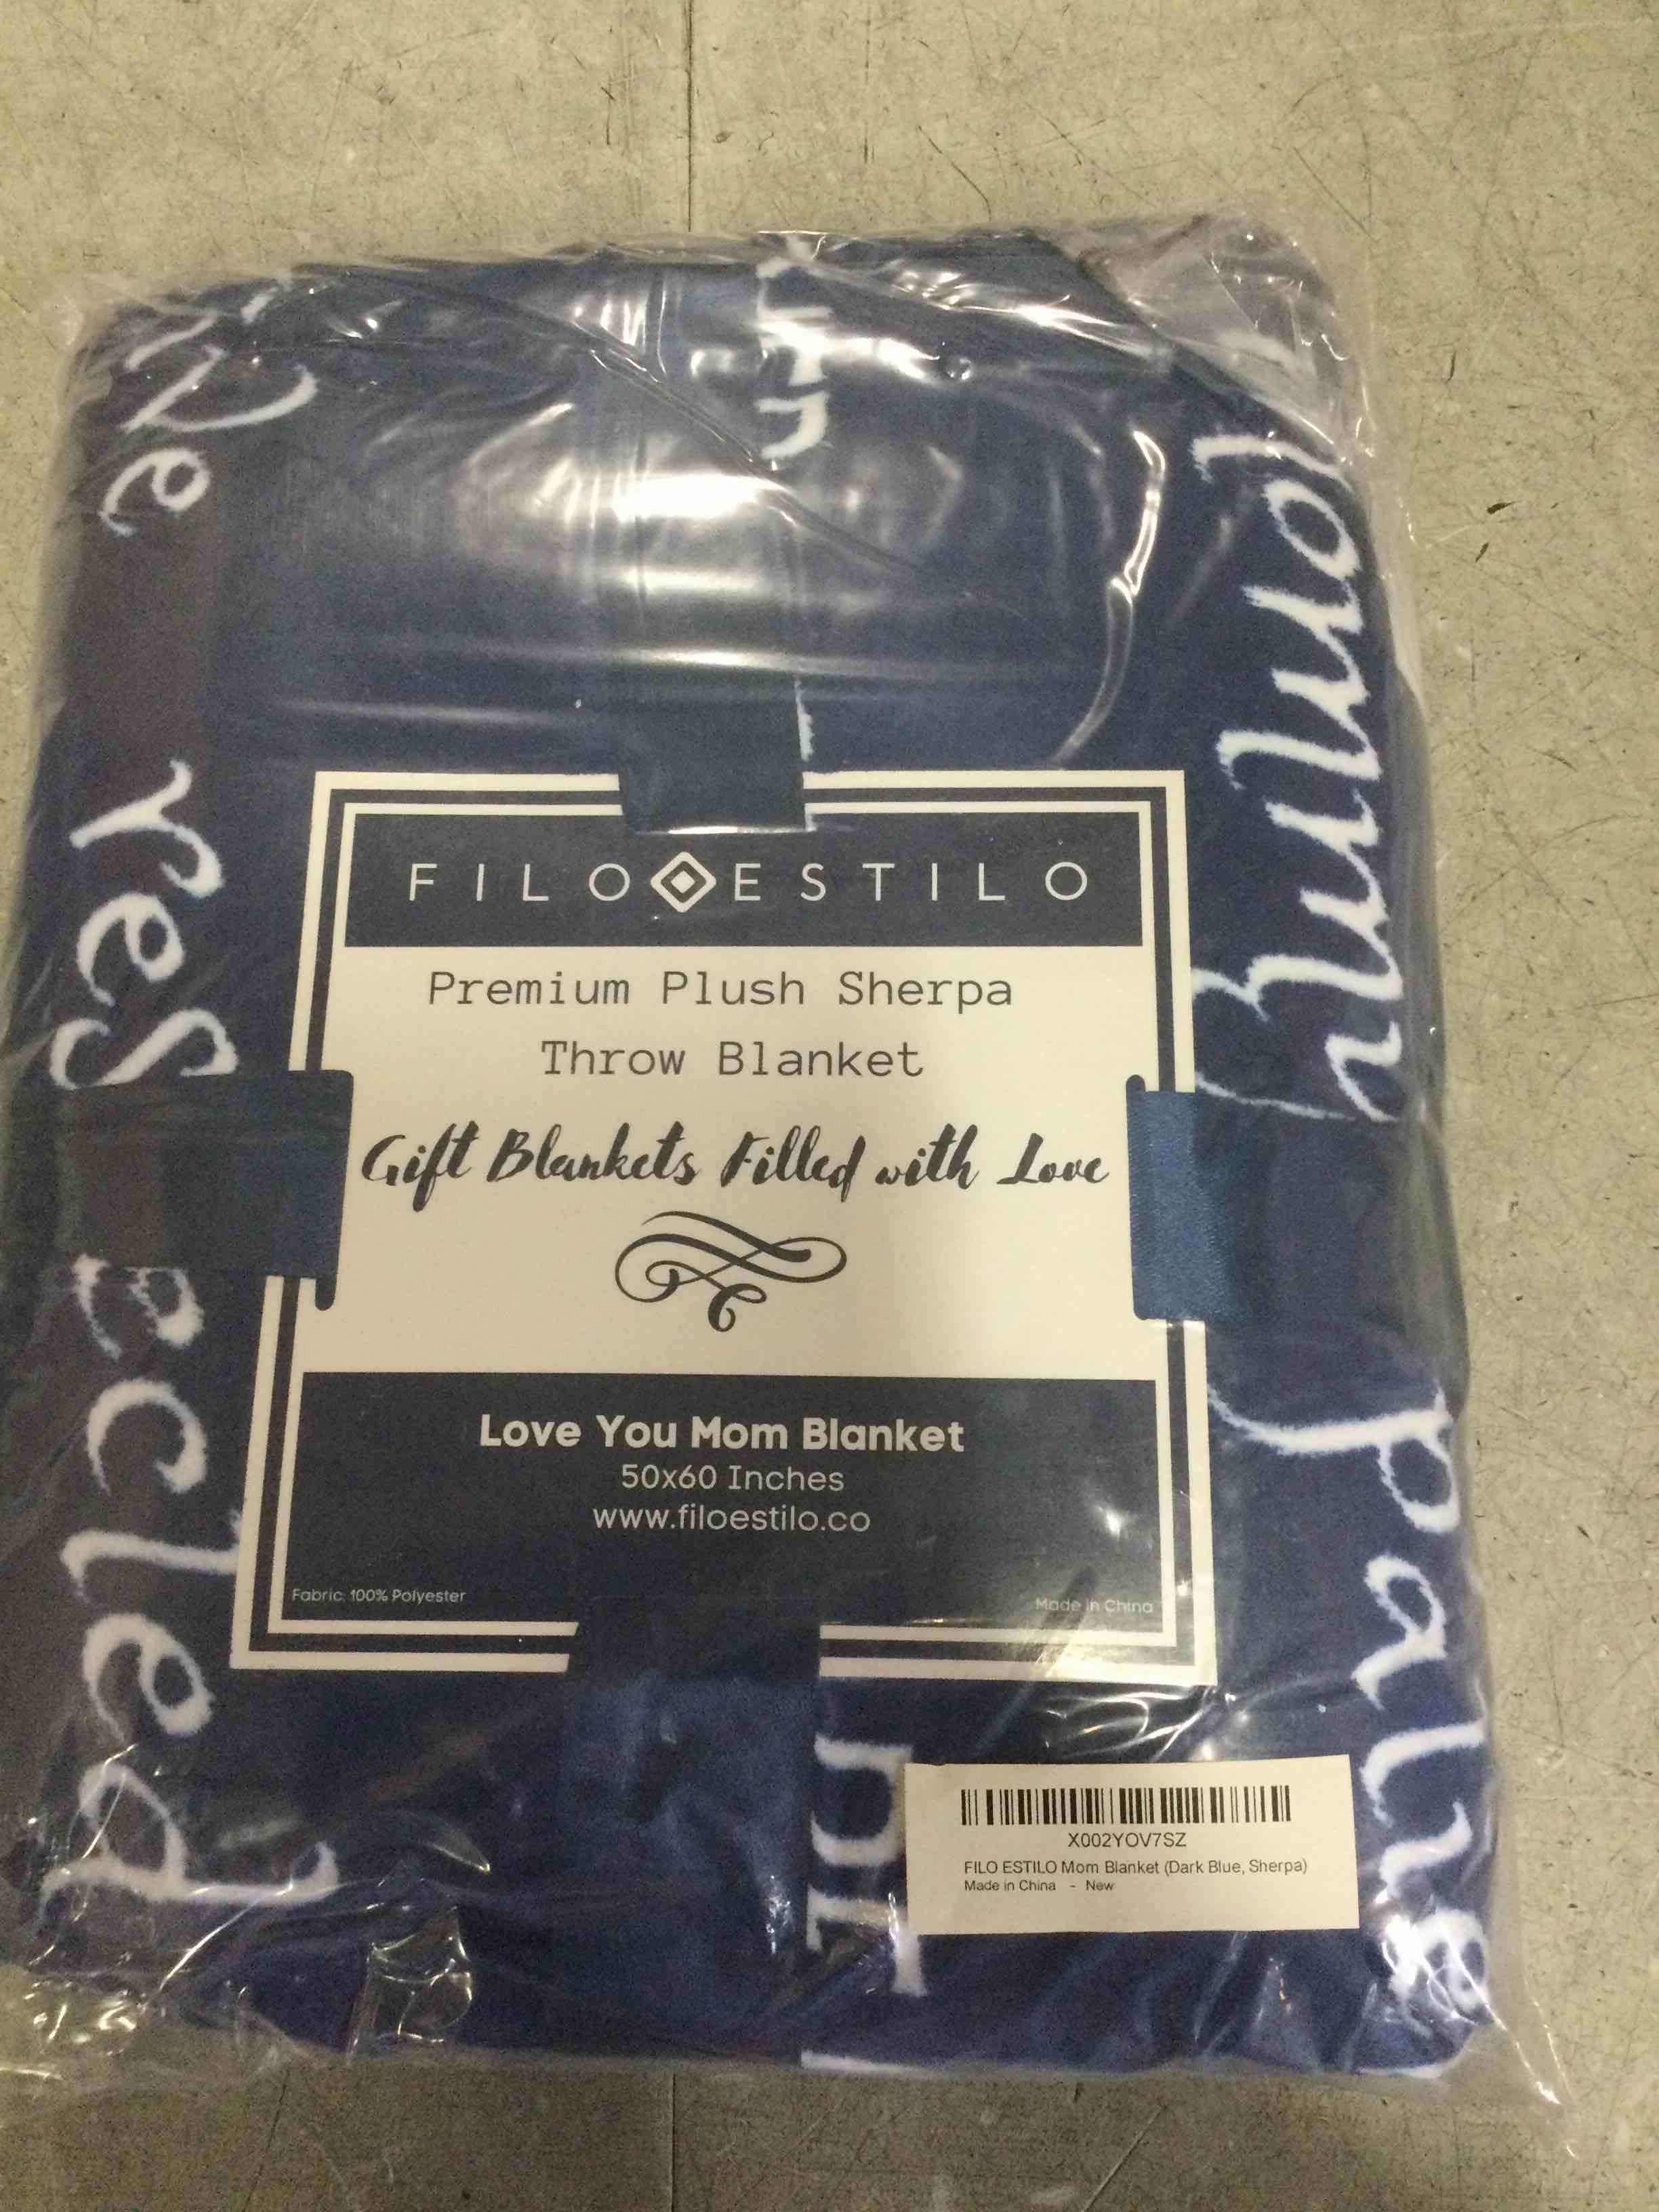 FILO ESTILO
Premium Plush Sherpa
Throw Blanket
Gift Blankets Filled with Love
Love You Mom Blanket
50x60 Inches
www.filoestilo.co
Fabric: 100% Polyester
Made in China
X002YOV7SZ
FILO ESTILO Mom Blanket (Dark Blue, Sherpa)
Made in China - New